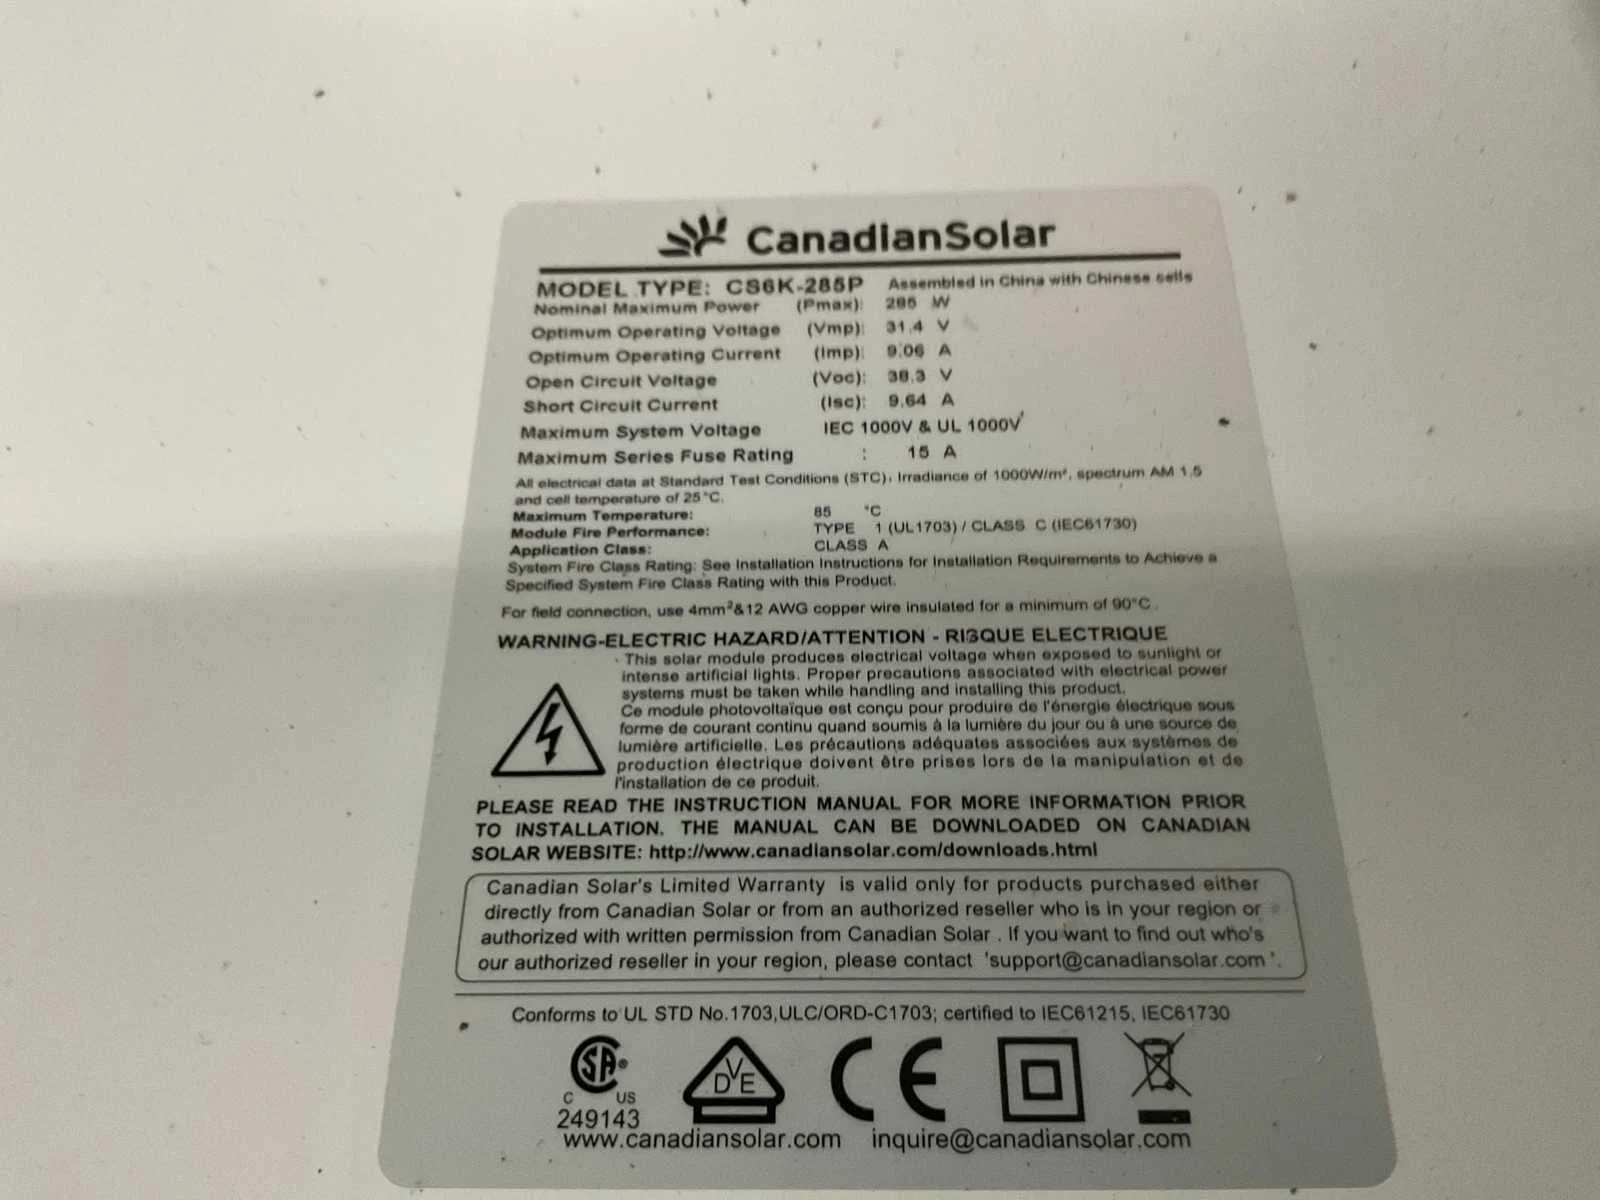 CanadianSolar
MODEL TYPE: CS6K-285P Assembled in China with Chinese cells
Nominal Maximum Power (Pmax): 285 W
Optimum Operating Voltage (Vmp): 31.4 V
Optimum Operating Current (Imp): 9.06 A
Open Circuit Voltage (Voc): 38.3 V
Short Circuit Current (Isc): 9.64 A
Maximum System Voltage IEC 1000V & UL 1000V
Maximum Series Fuse Rating : 15 A
All electrical data at Standard Test Conditions (STC), Irradiance of 1000W/m², spectrum AM 1.5
and cell temperature of 25°C.
Maximum Temperature: 85 °C
Module Fire Performance: TYPE 1 (UL1703) / CLASS C (IEC61730)
Application Class: CLASS A
System Fire Class Rating: See Installation Instructions for Installation Requirements to Achieve a
Specified System Fire Class Rating with this Product.
For field connection, use 4mm²&12 AWG copper wire insulated for a minimum of 90°C.
WARNING-ELECTRIC HAZARD/ATTENTION - RISQUE ELECTRIQUE
· This solar module produces electrical voltage when exposed to sunlight or
intense artificial lights. Proper precautions associated with electrical power
systems must be taken while handling and installing this product.
Ce module photovoltaïque est conçu pour produire de l'énergie électrique sous
forme de courant continu quand soumis à la lumière du jour ou à une source de
lumière artificielle. Les précautions adéquates associées aux systèmes de
production électrique doivent être prises lors de la manipulation et de
l'installation de ce produit.
PLEASE READ THE INSTRUCTION MANUAL FOR MORE INFORMATION PRIOR
TO INSTALLATION. THE MANUAL CAN BE DOWNLOADED ON CANADIAN
SOLAR WEBSITE: http://www.canadiansolar.com/downloads.html
Canadian Solar's Limited Warranty is valid only for products purchased either
directly from Canadian Solar or from an authorized reseller who is in your region or
authorized with written permission from Canadian Solar . If you want to find out who's
our authorized reseller in your region, please contact 'support@canadiansolar.com '.
Conforms to UL STD No.1703,ULC/ORD-C1703; certified to IEC61215, IEC61730
SA® DVE CE
C US
249143
www.canadiansolar.com inquire@canadiansolar.com